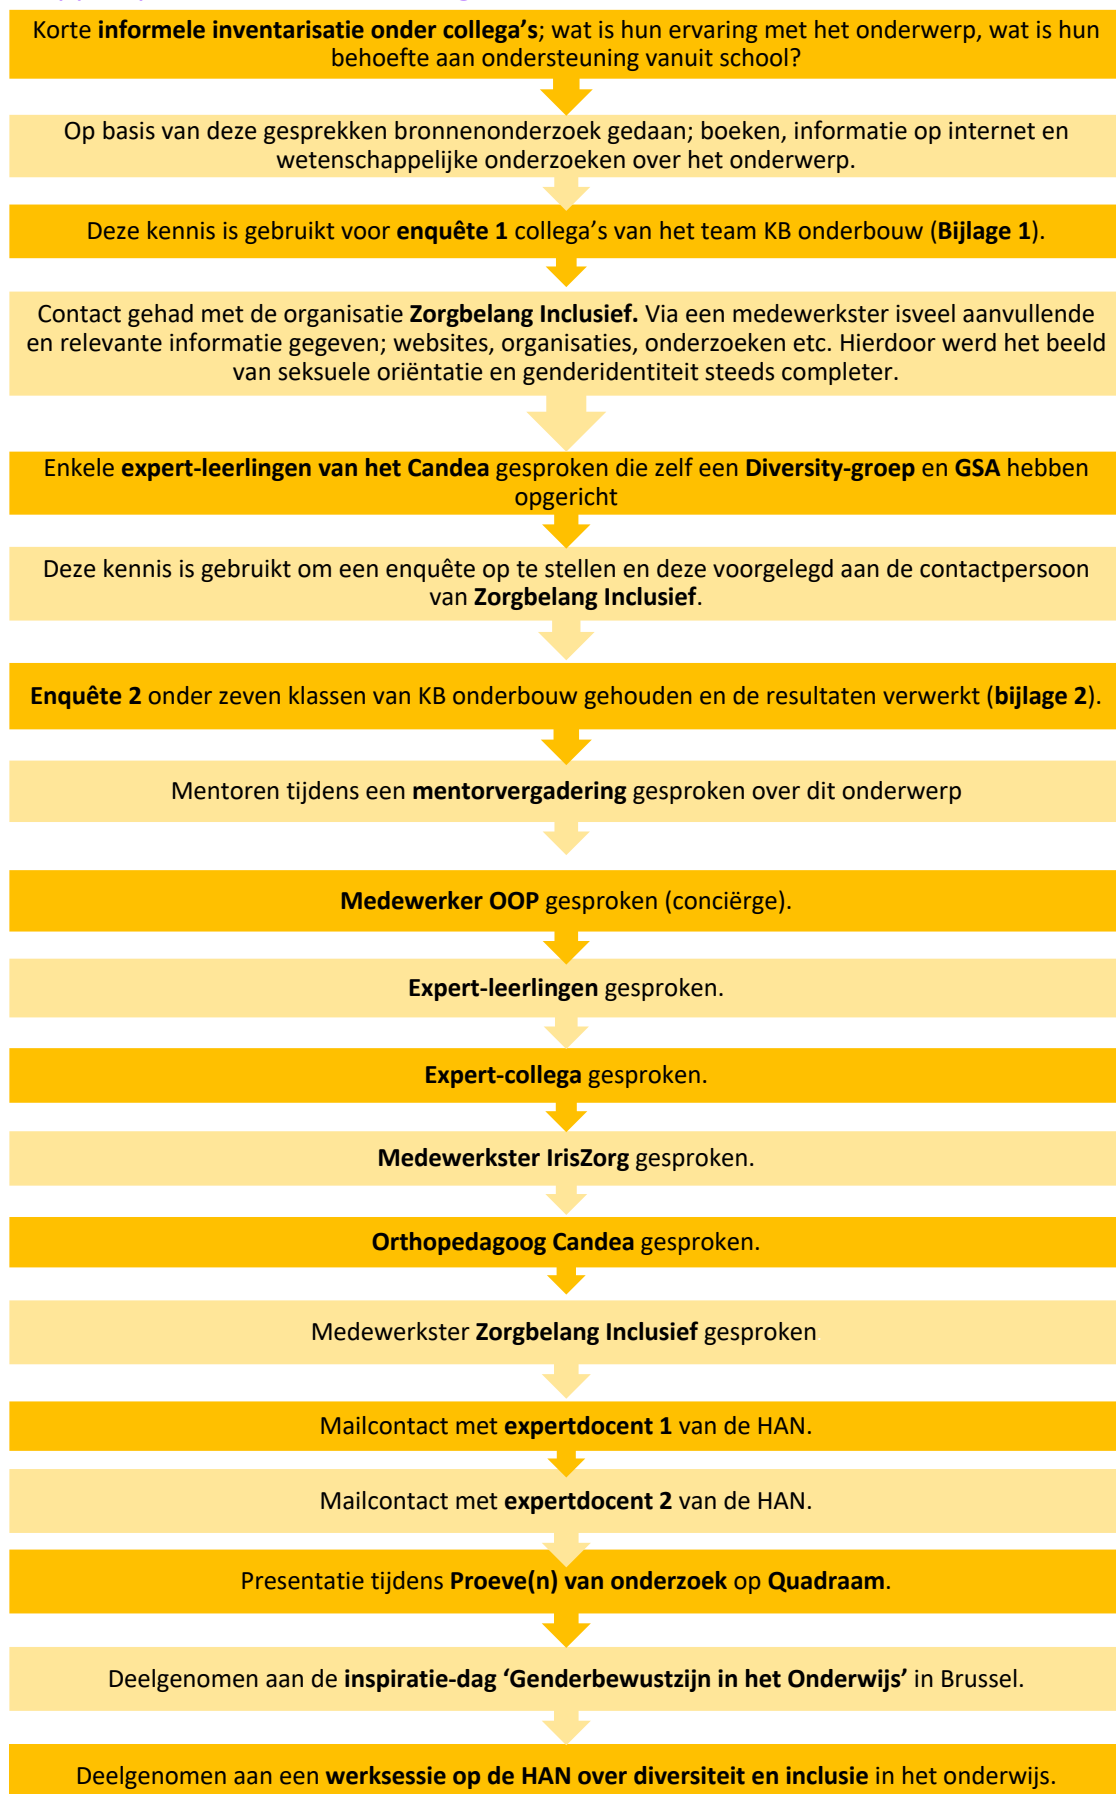 Korte informele inventarisatie onder collega’s; wat is hun ervaring met het onderwerp, wat is hun
behoefte aan ondersteuning vanuit school?
Op basis van deze gesprekken bronnenonderzoek gedaan; boeken, informatie op internet en
wetenschappelijke onderzoeken over het onderwerp.
Deze kennis is gebruikt voor enquête 1 collega’s van het team KB onderbouw (Bijlage 1).
Contact gehad met de organisatie Zorgbelang Inclusief. Via een medewerkster isveel aanvullende
en relevante informatie gegeven; websites, organisaties, onderzoeken etc. Hierdoor werd het beeld
van seksuele oriëntatie en genderidentiteit steeds completer.
Enkele expert-leerlingen van het Candea gesproken die zelf een Diversity-groep en GSA hebben
opgericht
Deze kennis is gebruikt om een enquête op te stellen en deze voorgelegd aan de contactpersoon
van Zorgbelang Inclusief.
Enquête 2 onder zeven klassen van KB onderbouw gehouden en de resultaten verwerkt (bijlage 2).
Mentoren tijdens een mentorvergadering gesproken over dit onderwerp
Medewerker OOP gesproken (conciërge).
Expert-leerlingen gesproken.
Expert-collega gesproken.
Medewerkster IrisZorg gesproken.
Orthopedagoog Candea gesproken.
Medewerkster Zorgbelang Inclusief gesproken
Mailcontact met expertdocent 1 van de HAN.
Mailcontact met expertdocent 2 van de HAN.
Presentatie tijdens Proeve(n) van onderzoek op Quadraam.
Deelgenomen aan de inspiratie-dag ‘Genderbewustzijn in het Onderwijs’ in Brussel.
Deelgenomen aan een werksessie op de HAN over diversiteit en inclusie in het onderwijs.